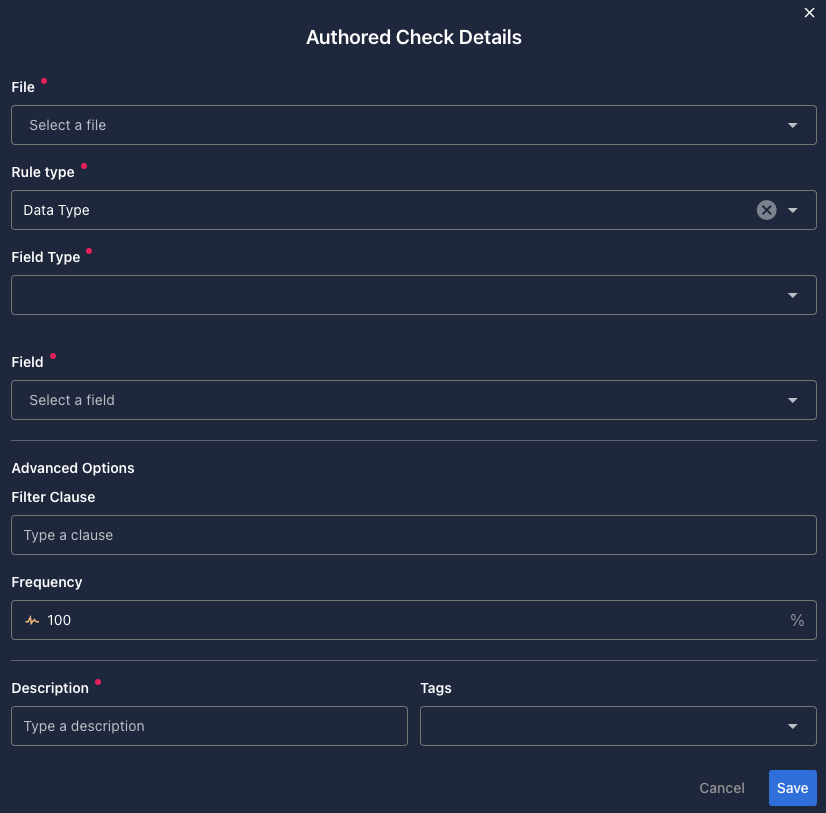 Authored Check Details
File
Select a file
Rule type
Data Type
Field Type
Field
Select a field
Advanced Options
Filter Clause
Type a clause
Frequency
100 %
Description Tags
Type a description
Cancel Save